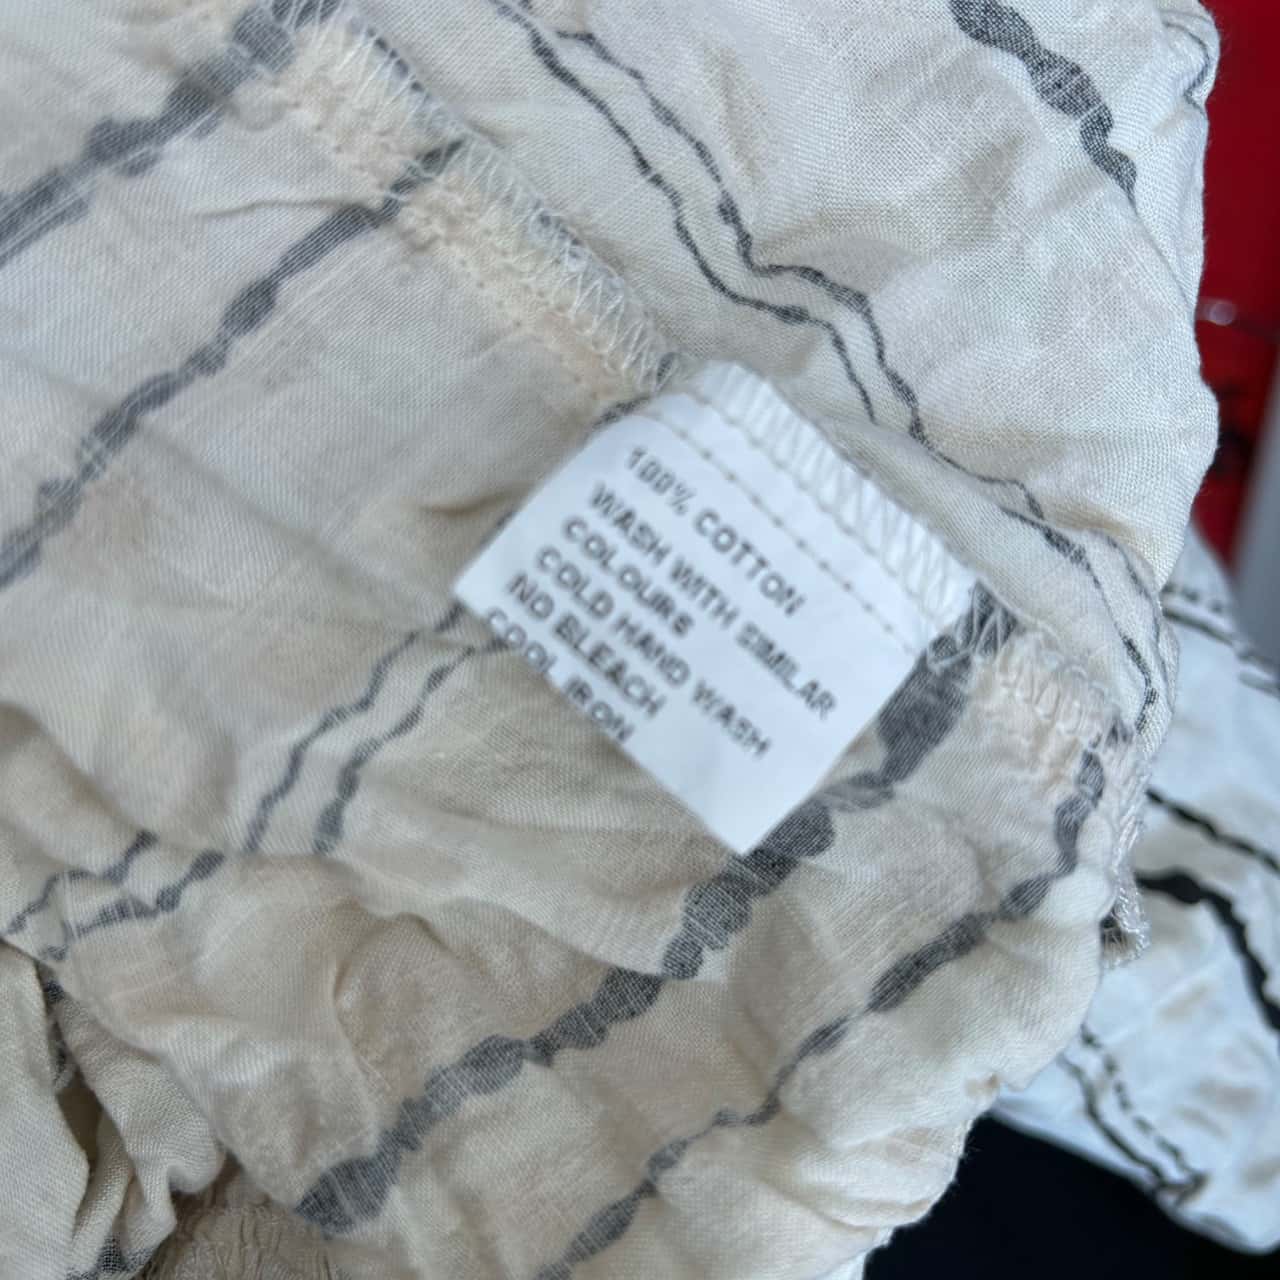 100% COTTON
WASH WITH SIMILAR
COLOURS
COLD HAND WASH
NO BLEACH
COOL IRON